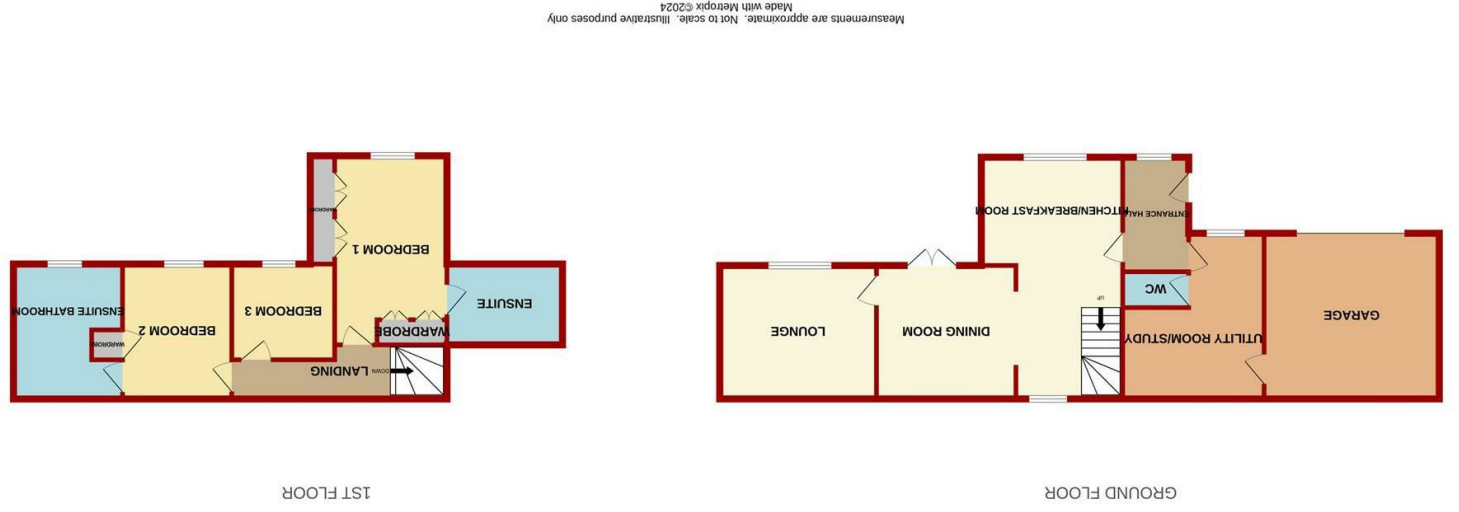 GROUND FLOOR
1ST FLOOR
GARAGE
UTILITY ROOM/STUDY
WC
ENTRANCE HALL
UP
KITCHEN/BREAKFAST ROOM
DINING ROOM
LOUNGE
LANDING
DOWN
ENSUITE
WARDROBE
BEDROOM 1
WARDROBE
BEDROOM 3
BEDROOM 2
WARDROBE
ENSUITE BATHROOM
Measurements are approximate. Not to scale. Illustrative purposes only
Made with Metropix ©2024